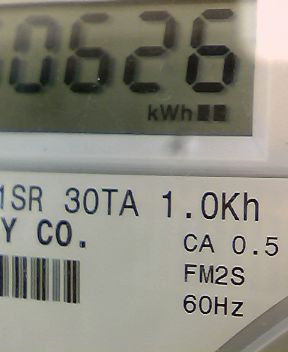 0626
kWh
1SR 30TA 1.0Kh
Y CO.
CA 0.5
FM2S
60Hz